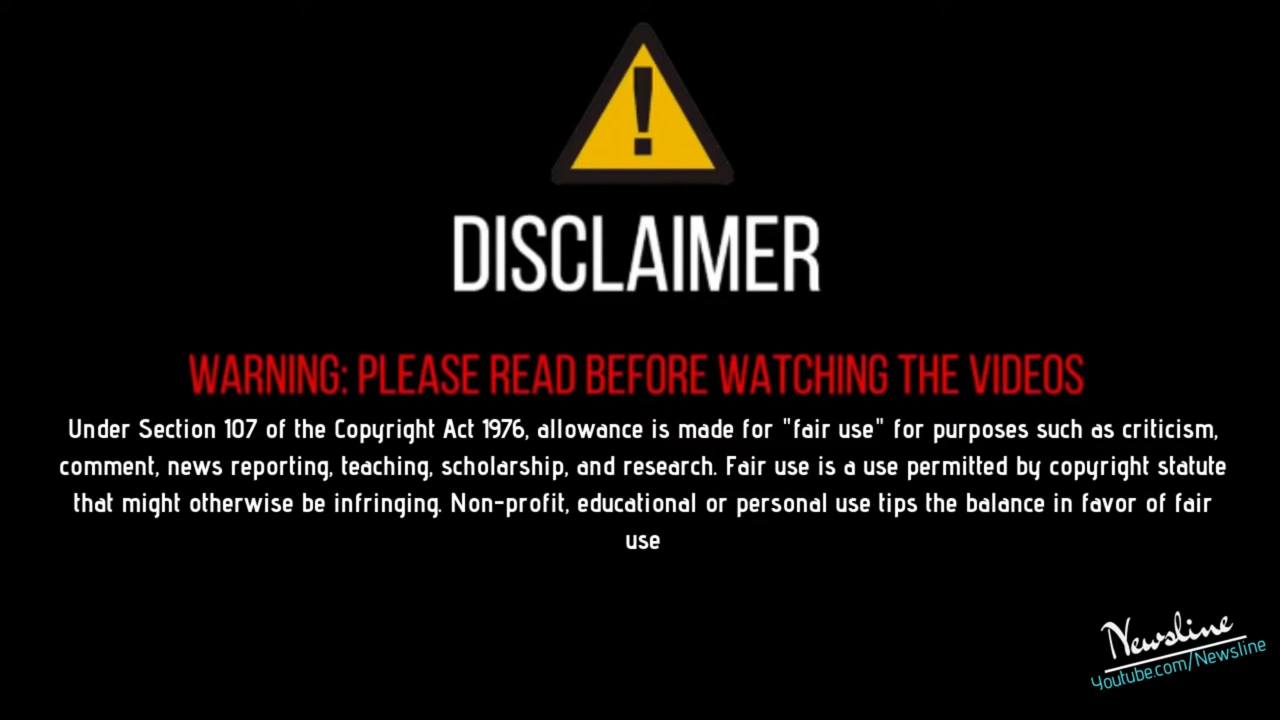 !
DISCLAIMER
WARNING: PLEASE READ BEFORE WATCHING THE VIDEOS
Under Section 107 of the Copyright Act 1976, allowance is made for "fair use" for purposes such as criticism,
comment, news reporting, teaching, scholarship, and research. Fair use is a use permitted by copyright statute
that might otherwise be infringing. Non-profit, educational or personal use tips the balance in favor of fair
use
Newsline
Youtube.com/Newsline